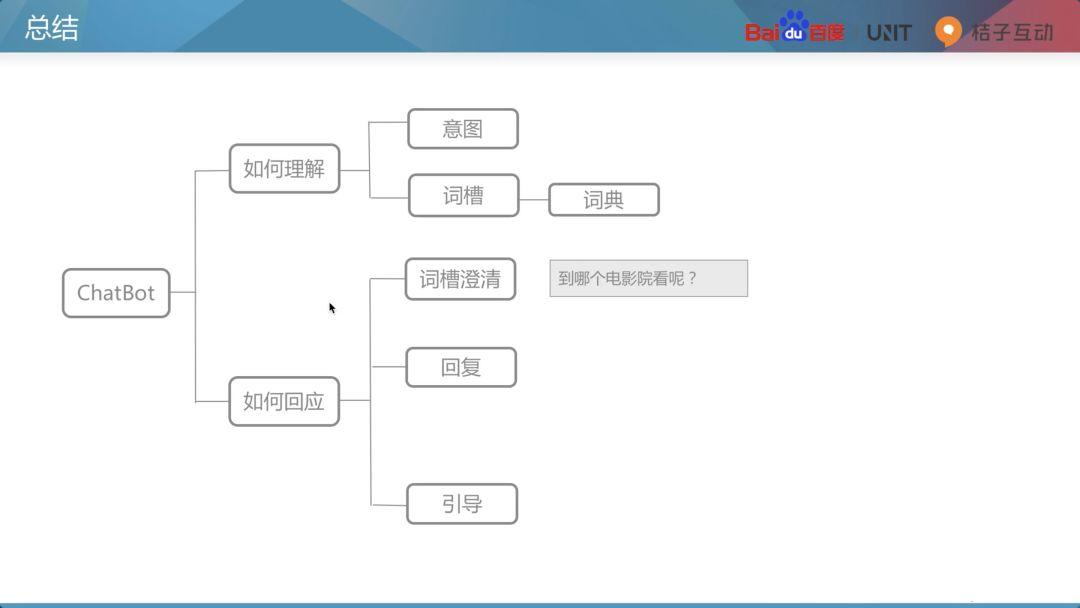 总结
Baidu百度
UNIT
桔子互动
意图
如何理解
词槽
词典
ChatBot
词槽澄清
到哪个电影院看呢？
回复
如何回应
引导